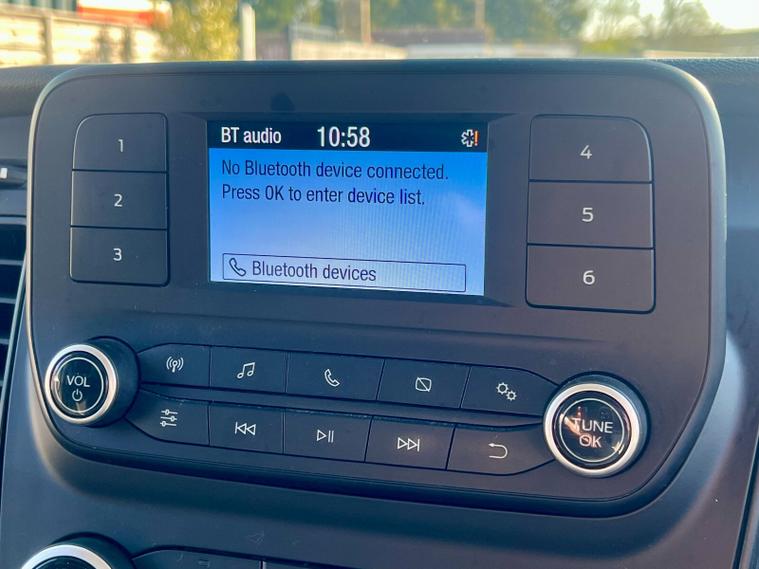 BT audio 10:58
No Bluetooth device connected.
Press OK to enter device list.
Bluetooth devices
1
2
3
4
5
6
VOL
TUNE
OK